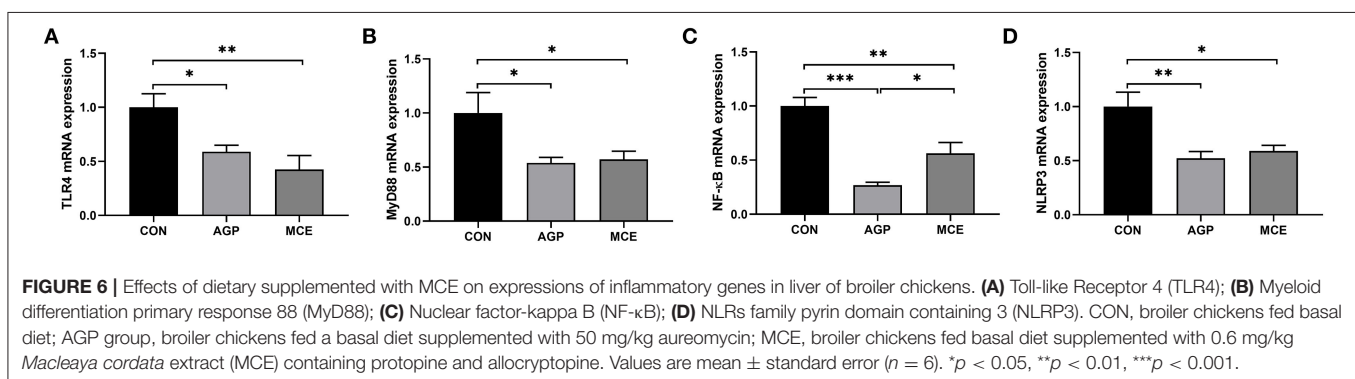 A
B
C
D
TLR4 mRNA expression
1.5
1.0
0.5
0.0
**
*
CON AGP MCE
MyD88 mRNA expression
1.5
1.0
0.5
0.0
*
*
CON AGP MCE
NF-κB mRNA expression
1.5
1.0
0.5
0.0
**
*** *
CON AGP MCE
NLRP3 mRNA expression
1.5
1.0
0.5
0.0
*
**
CON AGP MCE
FIGURE 6 | Effects of dietary supplemented with MCE on expressions of inflammatory genes in liver of broiler chickens. (A) Toll-like Receptor 4 (TLR4); (B) Myeloid
differentiation primary response 88 (MyD88); (C) Nuclear factor-kappa B (NF-κB); (D) NLRs family pyrin domain containing 3 (NLRP3). CON, broiler chickens fed basal
diet; AGP group, broiler chickens fed a basal diet supplemented with 50 mg/kg aureomycin; MCE, broiler chickens fed basal diet supplemented with 0.6 mg/kg
Macleaya cordata extract (MCE) containing protopine and allocryptopine. Values are mean ± standard error (n = 6). *p < 0.05, **p < 0.01, ***p < 0.001.